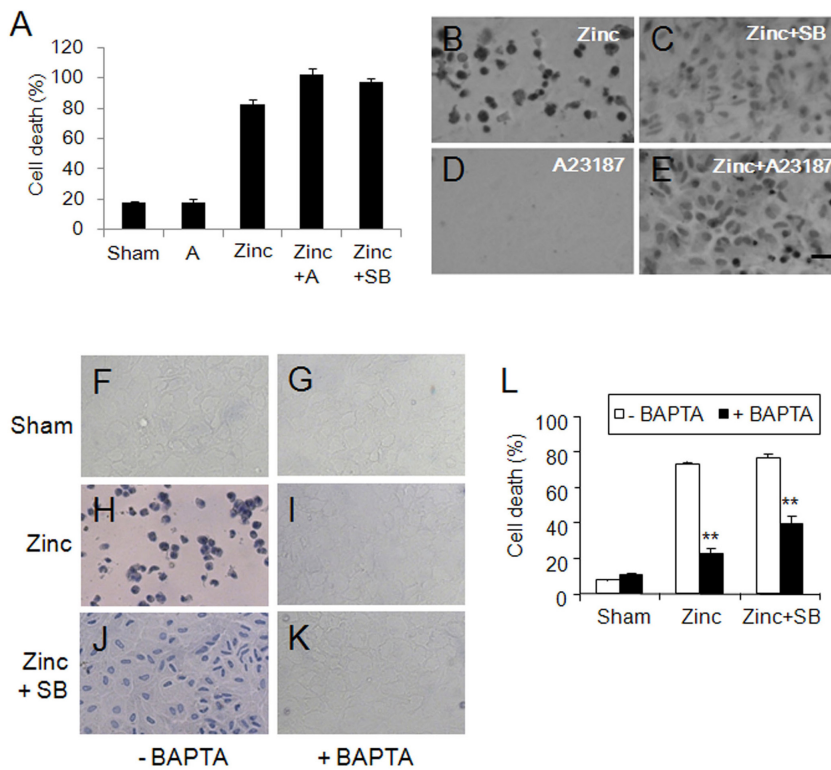 A
Cell death (%)
120
100
80
60
40
20
0
Sham
A
Zinc
Zinc
+A
Zinc
+SB
B
Zinc
C
Zinc+SB
D
A23187
E
Zinc+A23187
F
G
Sham
H
I
Zinc
J
K
Zinc
+ SB
- BAPTA
+ BAPTA
L
- BAPTA
+ BAPTA
Cell death (%)
80
60
40
20
0
**
**
Sham
Zinc
Zinc+SB